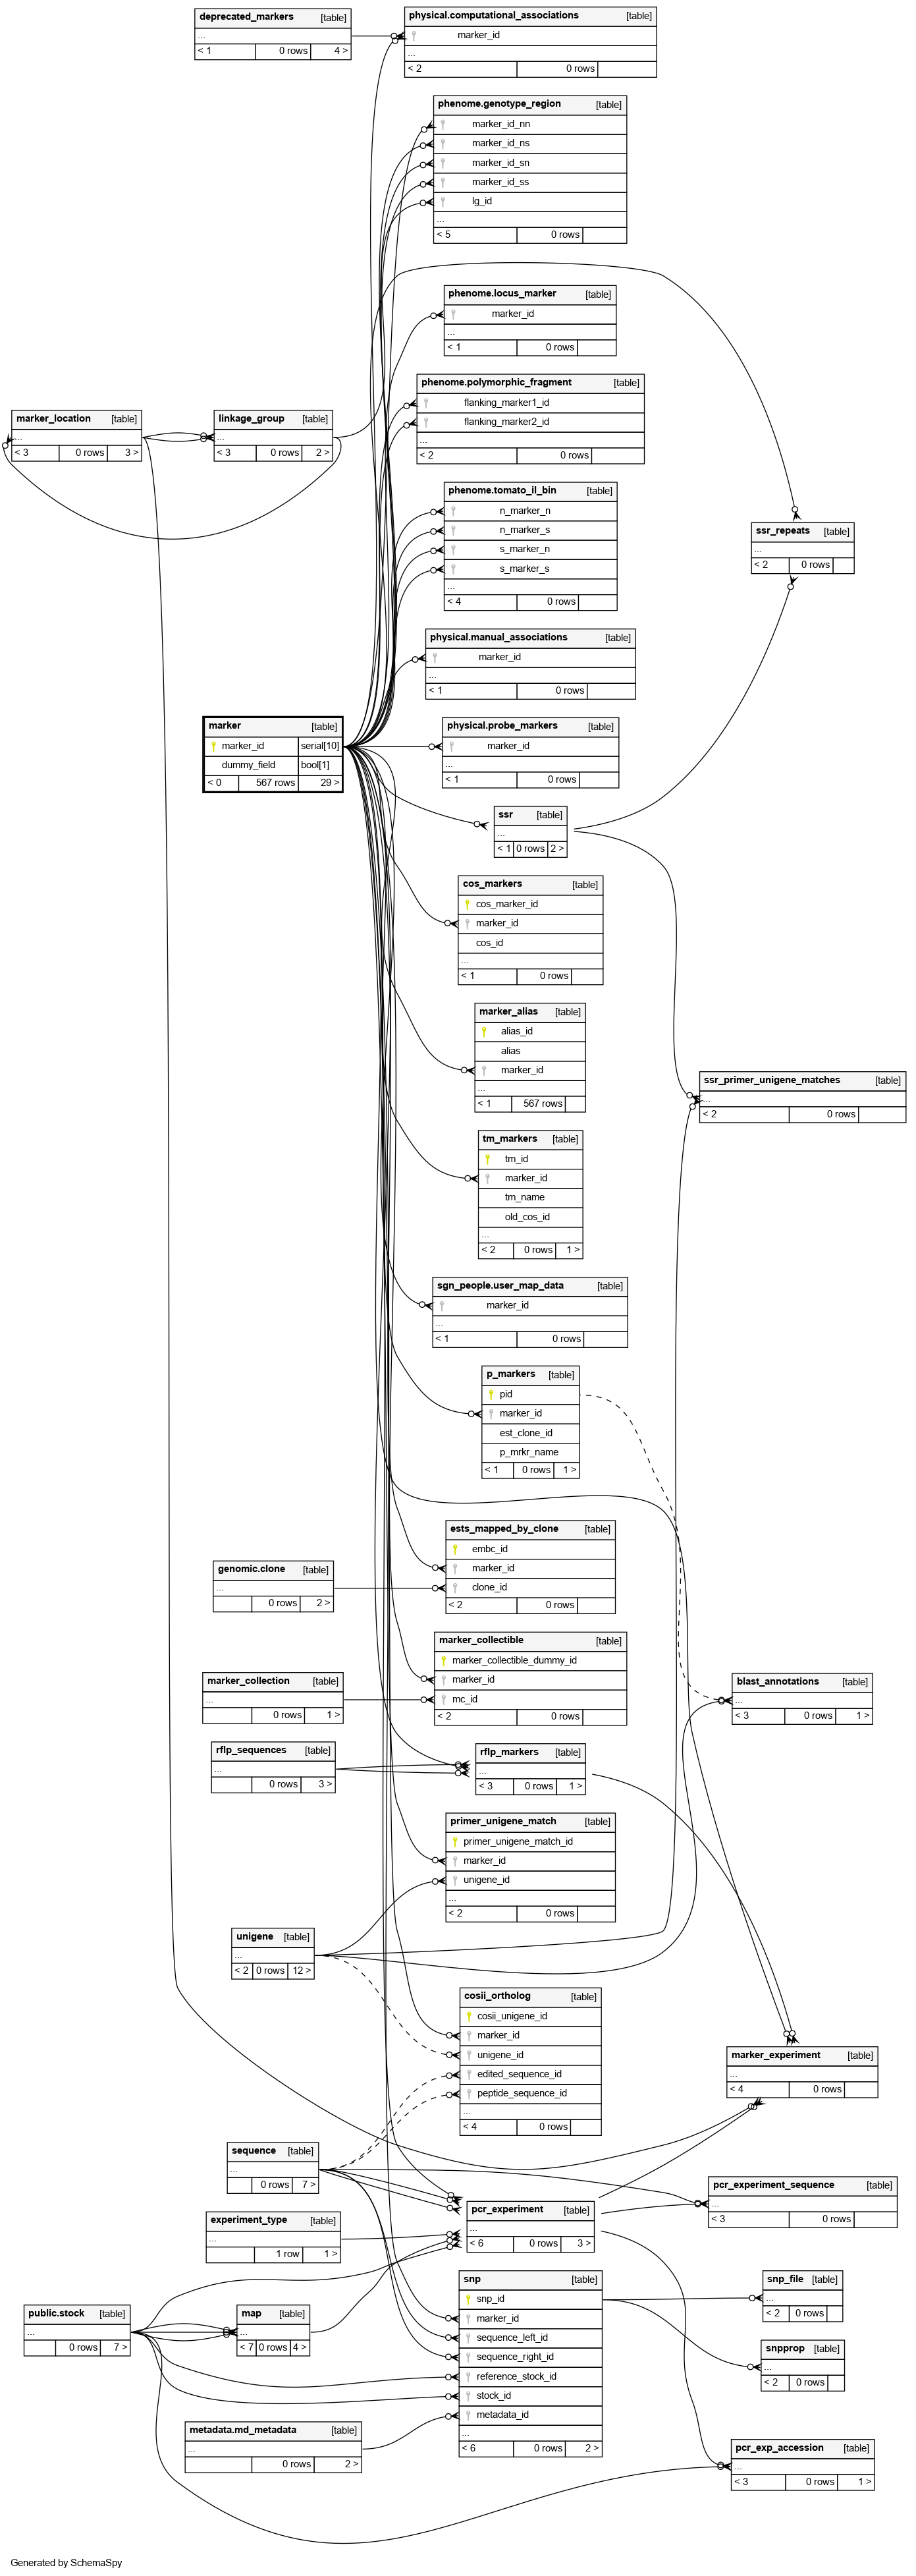 deprecated_markers [table]
...
< 1 0 rows 4 >
physical.computational_associations [table]
marker_id
...
< 2 0 rows
phenome.genotype_region [table]
marker_id_nn
marker_id_ns
marker_id_sn
marker_id_ss
lg_id
...
< 5 0 rows
phenome.locus_marker [table]
marker_id
...
< 1 0 rows
phenome.polymorphic_fragment [table]
flanking_marker1_id
flanking_marker2_id
...
< 2 0 rows
marker_location [table]
...
< 3 0 rows 3 >
linkage_group [table]
...
< 3 0 rows 2 >
phenome.tomato_il_bin [table]
n_marker_n
n_marker_s
s_marker_n
s_marker_s
...
< 4 0 rows
ssr_repeats [table]
...
< 2 0 rows
physical.manual_associations [table]
marker_id
...
< 1 0 rows
marker [table]
marker_id serial[10]
dummy_field bool[1]
< 0 567 rows 29 >
physical.probe_markers [table]
marker_id
...
< 1 0 rows
ssr [table]
...
< 1 0 rows 2 >
cos_markers [table]
cos_marker_id
marker_id
cos_id
...
< 1 0 rows
marker_alias [table]
alias_id
alias
marker_id
...
< 1 567 rows
ssr_primer_unigene_matches [table]
...
< 2 0 rows
tm_markers [table]
tm_id
marker_id
tm_name
old_cos_id
...
< 2 0 rows 1 >
sgn_people.user_map_data [table]
marker_id
...
< 1 0 rows
p_markers [table]
pid
marker_id
est_clone_id
p_mrkr_name
< 1 0 rows 1 >
ests_mapped_by_clone [table]
embc_id
marker_id
clone_id
< 2 0 rows
genomic.clone [table]
...
0 rows 2 >
marker_collectible [table]
marker_collectible_dummy_id
marker_id
mc_id
< 2 0 rows
marker_collection [table]
...
0 rows 1 >
blast_annotations [table]
...
< 3 0 rows 1 >
rflp_sequences [table]
...
0 rows 3 >
rflp_markers [table]
...
< 3 0 rows 1 >
primer_unigene_match [table]
primer_unigene_match_id
marker_id
unigene_id
...
< 2 0 rows
unigene [table]
...
< 2 0 rows 12 >
cosii_ortholog [table]
cosii_unigene_id
marker_id
unigene_id
edited_sequence_id
peptide_sequence_id
...
< 4 0 rows
marker_experiment [table]
...
< 4 0 rows
sequence [table]
...
0 rows 7 >
pcr_experiment_sequence [table]
...
< 3 0 rows
pcr_experiment [table]
...
< 6 0 rows 3 >
experiment_type [table]
...
1 row 1 >
snp [table]
snp_id
marker_id
sequence_left_id
sequence_right_id
reference_stock_id
stock_id
metadata_id
...
< 6 0 rows 2 >
snp_file [table]
...
< 2 0 rows
public.stock [table]
...
0 rows 7 >
map [table]
...
< 7 0 rows 4 >
snpprop [table]
...
< 2 0 rows
metadata.md_metadata [table]
...
0 rows 2 >
pcr_exp_accession [table]
...
< 3 0 rows 1 >
Generated by SchemaSpy